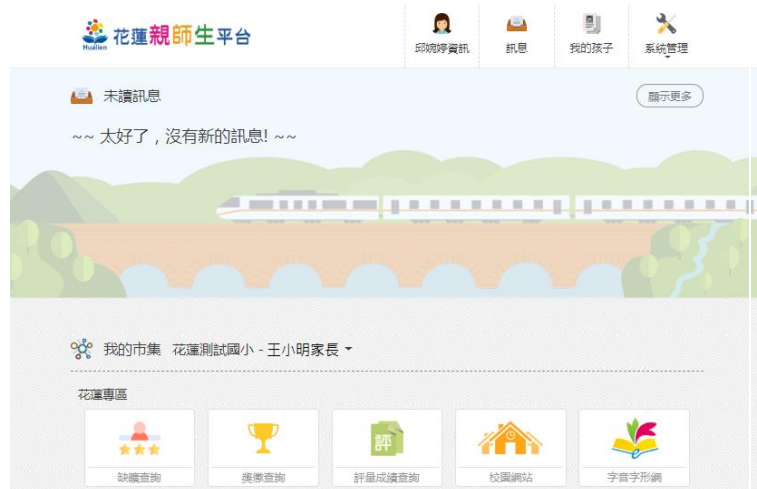 Hualien
花蓮親師生平台
邱婉婷資訊
訊息
我的孩子
系統管理
未讀訊息
顯示更多
~~ 太好了，沒有新的訊息! ~~
我的市集 花蓮測試國小 - 王小明家長
花蓮專區
評
缺曠查詢
獎懲查詢
評量成績查詢
校園網站
字音字形網